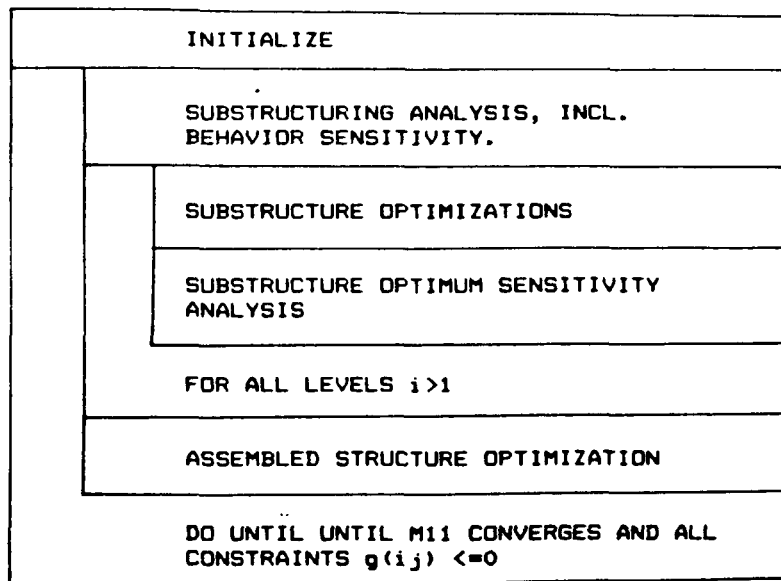 INITIALIZE
SUBSTRUCTURING ANALYSIS, INCL.
BEHAVIOR SENSITIVITY.
SUBSTRUCTURE OPTIMIZATIONS
SUBSTRUCTURE OPTIMUM SENSITIVITY
ANALYSIS
FOR ALL LEVELS i>1
ASSEMBLED STRUCTURE OPTIMIZATION
DO UNTIL UNTIL M11 CONVERGES AND ALL
CONSTRAINTS g(ij) <=0